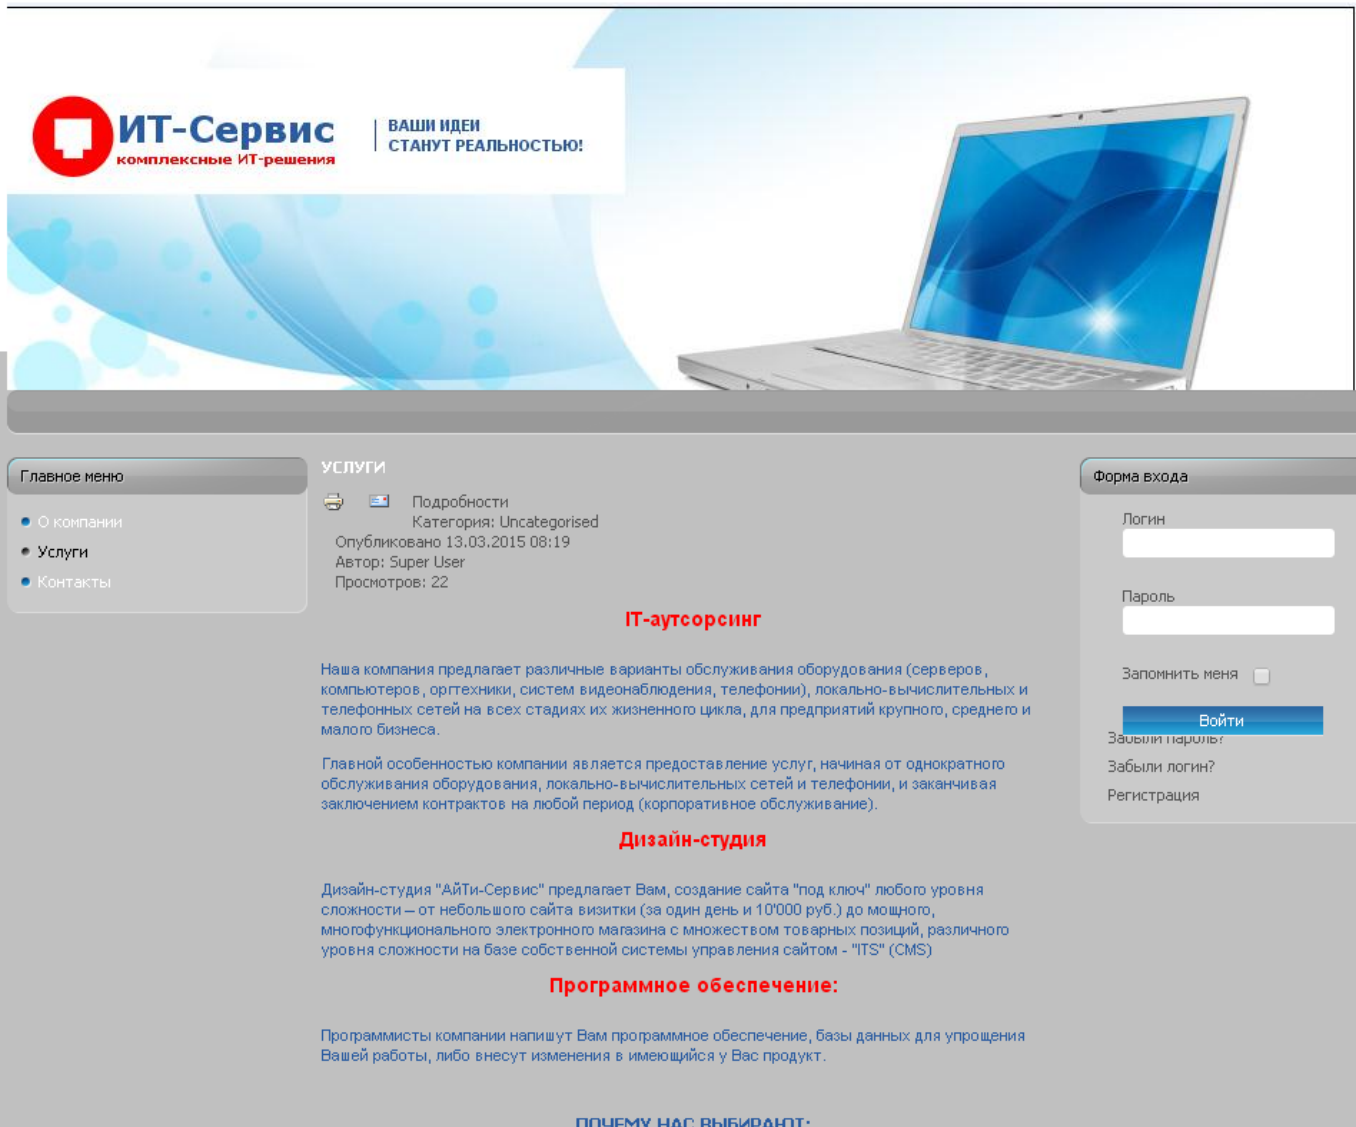 ИТ-Сервис
комплексные ИТ-решения
ВАШИ ИДЕИ
СТАНУТ РЕАЛЬНОСТЬЮ!
Главное меню
О компании
Услуги
Контакты
УСЛУГИ
Подробности
Категория: Uncategorised
Опубликовано 13.03.2015 08:19
Автор: Super User
Просмотров: 22
IT-аутсорсинг
Наша компания предлагает различные варианты обслуживания оборудования (серверов,
компьютеров, оргтехники, систем видеонаблюдения, телефонии), локально-вычислительных и
телефонных сетей на всех стадиях их жизненного цикла, для предприятий крупного, среднего и
малого бизнеса.
Главной особенностью компании является предоставление услуг, начиная от однократного
обслуживания оборудования, локально-вычислительных сетей и телефонии, и заканчивая
заключением контрактов на любой период (корпоративное обслуживание).
Дизайн-студия
Дизайн-студия "АйТи-Сервис" предлагает Вам, создание сайта "под ключ" любого уровня
сложности – от небольшого сайта визитки (за один день и 10'000 руб.) до мощного,
многофункционального электронного магазина с множеством товарных позиций, различного
уровня сложности на базе собственной системы управления сайтом - "ITS" (CMS)
Программное обеспечение:
Программисты компании напишут Вам программное обеспечение, базы данных для упрощения
Вашей работы, либо внесут изменения в имеющийся у Вас продукт.
ПОЧЕМУ НАС ВЫБИРАЮТ:
Форма входа
Логин
Пароль
Запомнить меня
Войти
Забыли пароль?
Забыли логин?
Регистрация